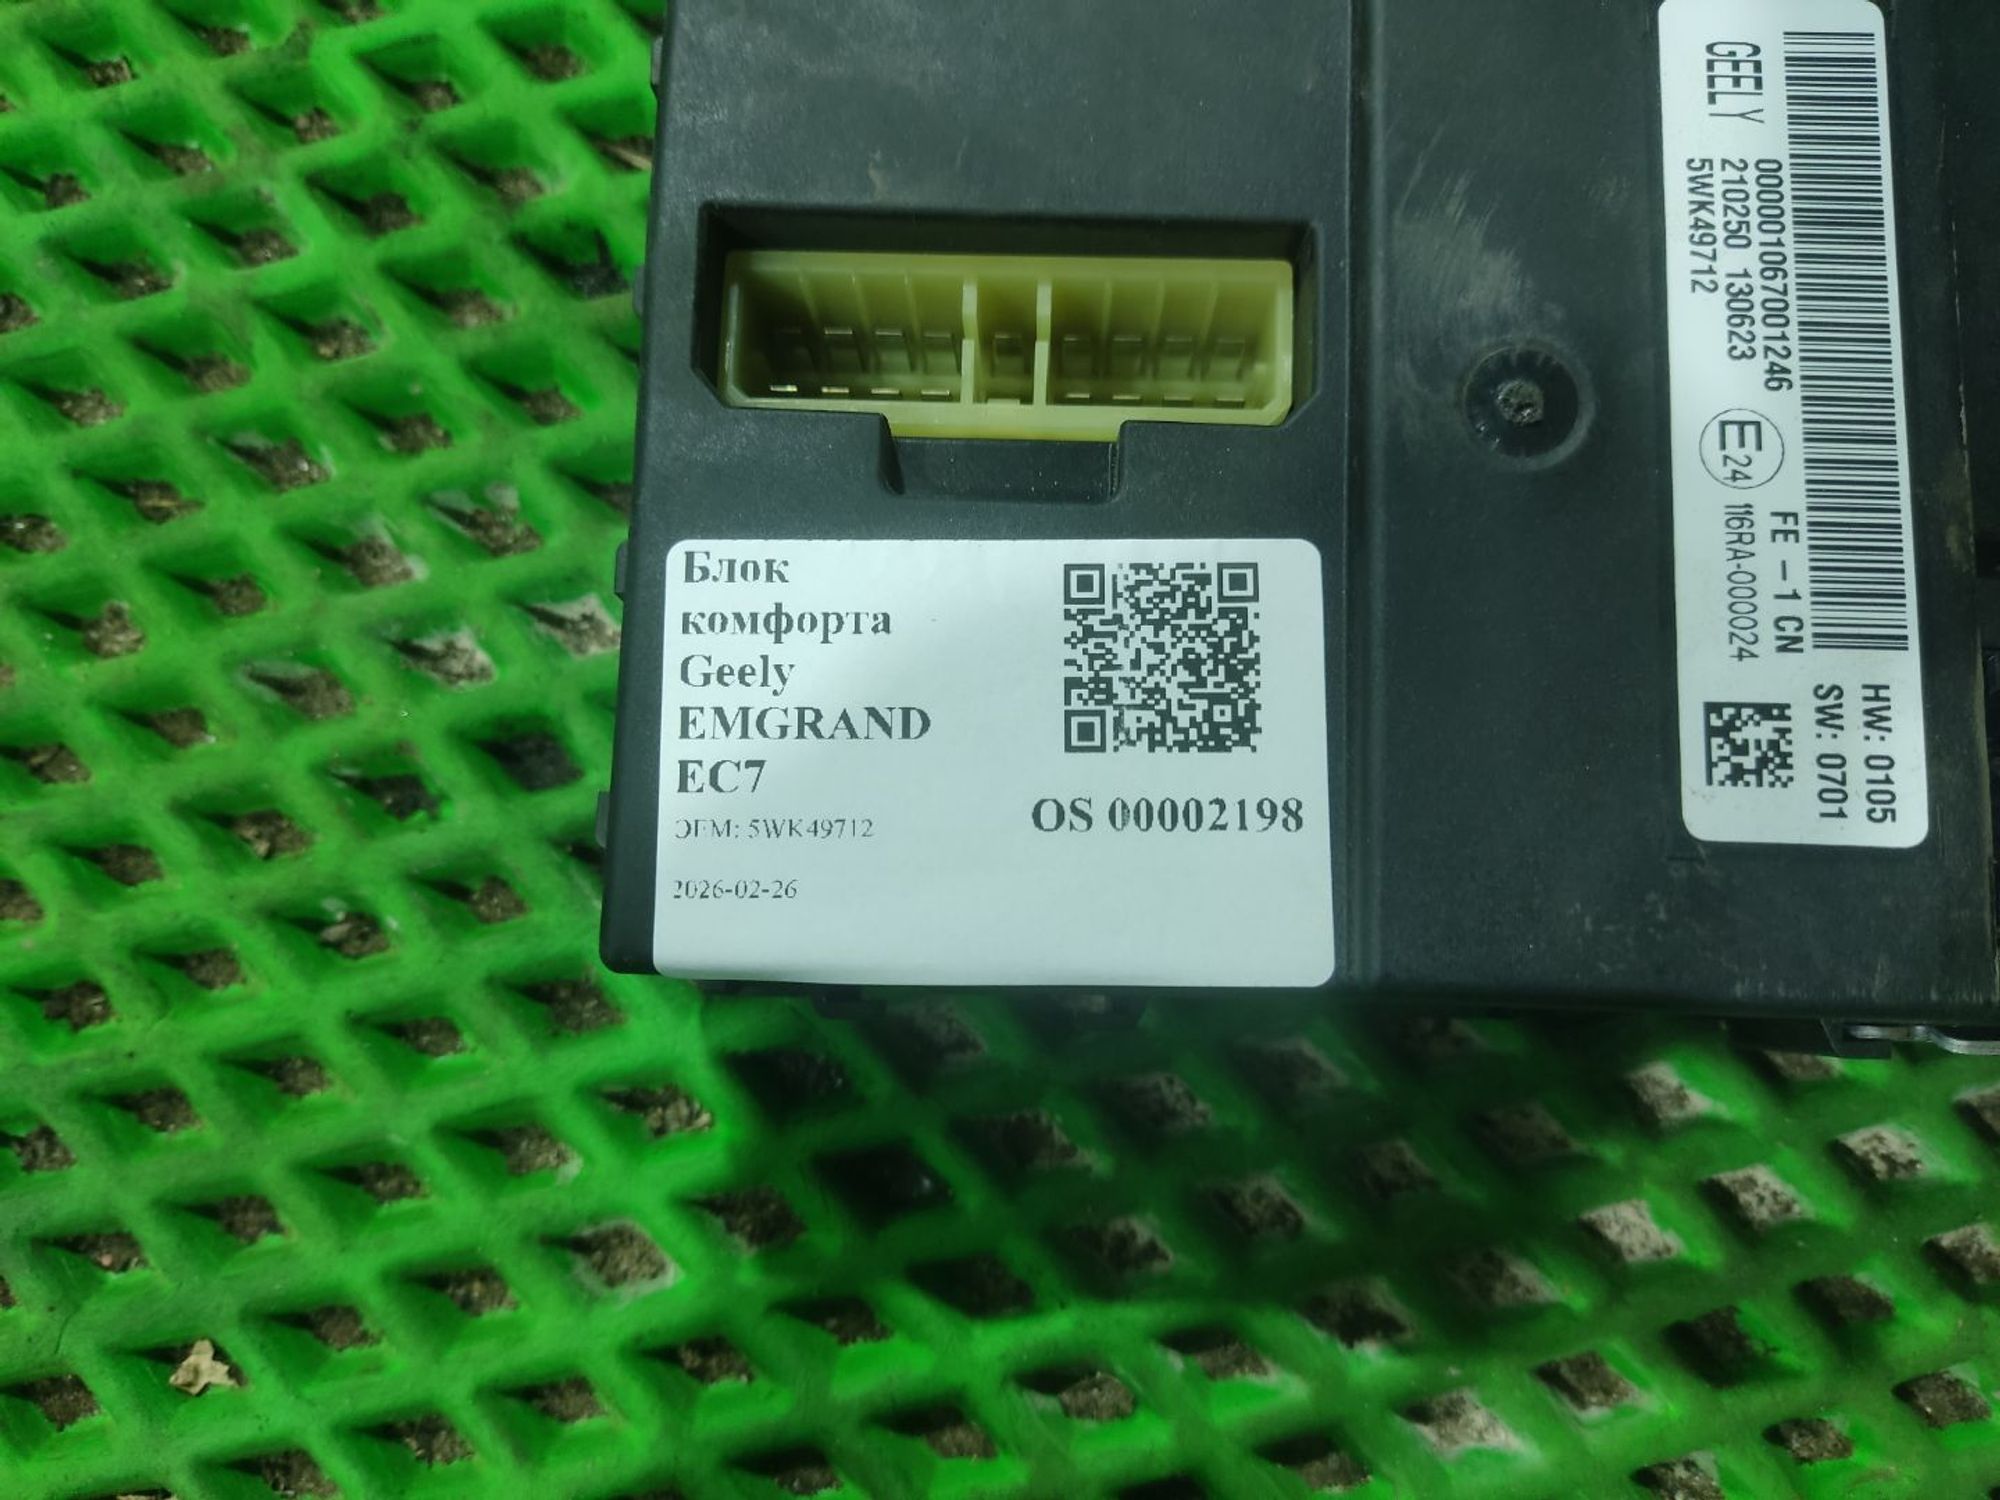 Блок
комфорта
Geely
EMGRAND
EC7
OEM: 5WK49712
2026-02-26
OS 00002198
GEELY
00000106700001246
210250 130623
5WK49712
E24
116RA-000024
FE - 1 CN
HW: 0105
SW: 0701